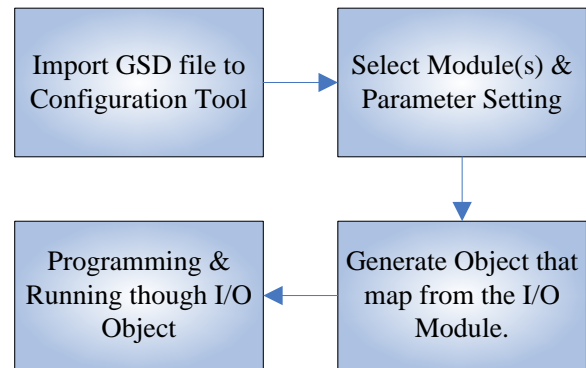 Import GSD file to
Configuration Tool
Select Module(s) &
Parameter Setting
Generate Object that
map from the I/O
Module.
Programming &
Running though I/O
Object